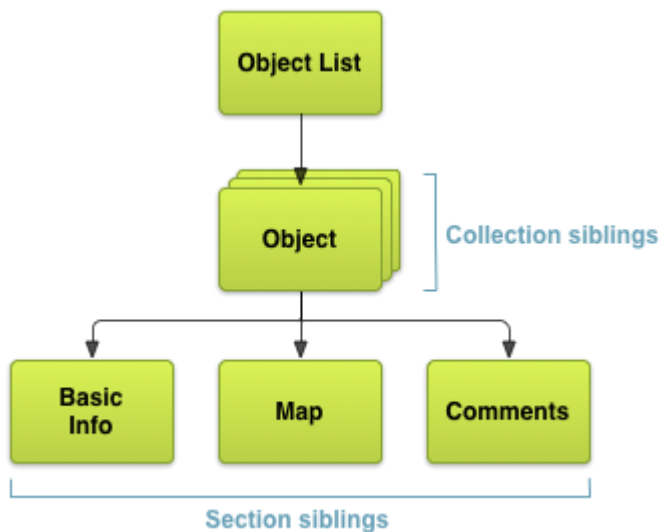 Object List
Object
Collection siblings
Basic
Info
Map
Comments
Section siblings